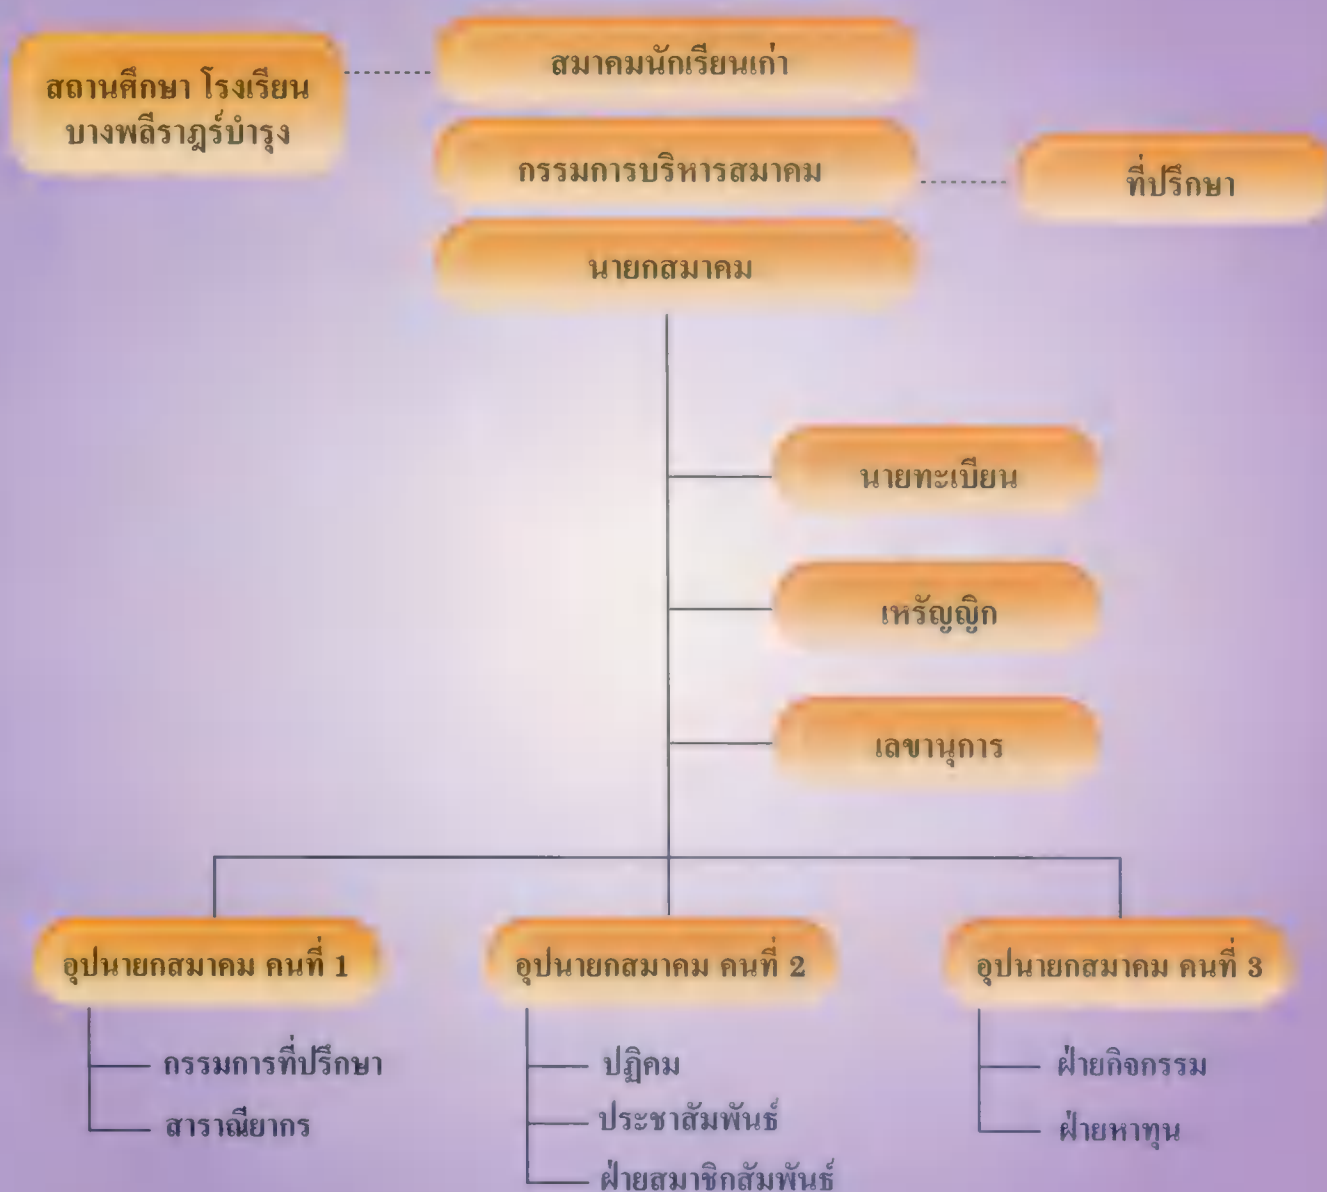 สถานศึกษา โรงเรียน
บางพลีราฎร์บำรุง
สมาคมนักเรียนเก่า
กรรมการบริหารสมาคม
ที่ปรึกษา
นายกสมาคม
นายทะเบียน
เหรัญญิก
เลขานุการ
อุปนายกสมาคม คนที่ 1
กรรมการที่ปรึกษา
สาราณียากร
อุปนายกสมาคม คนที่ 2
ปฏิคม
ประชาสัมพันธ์
ฝ่ายสมาชิกสัมพันธ์
อุปนายกสมาคม คนที่ 3
ฝ่ายกิจกรรม
ฝ่ายหาทุน